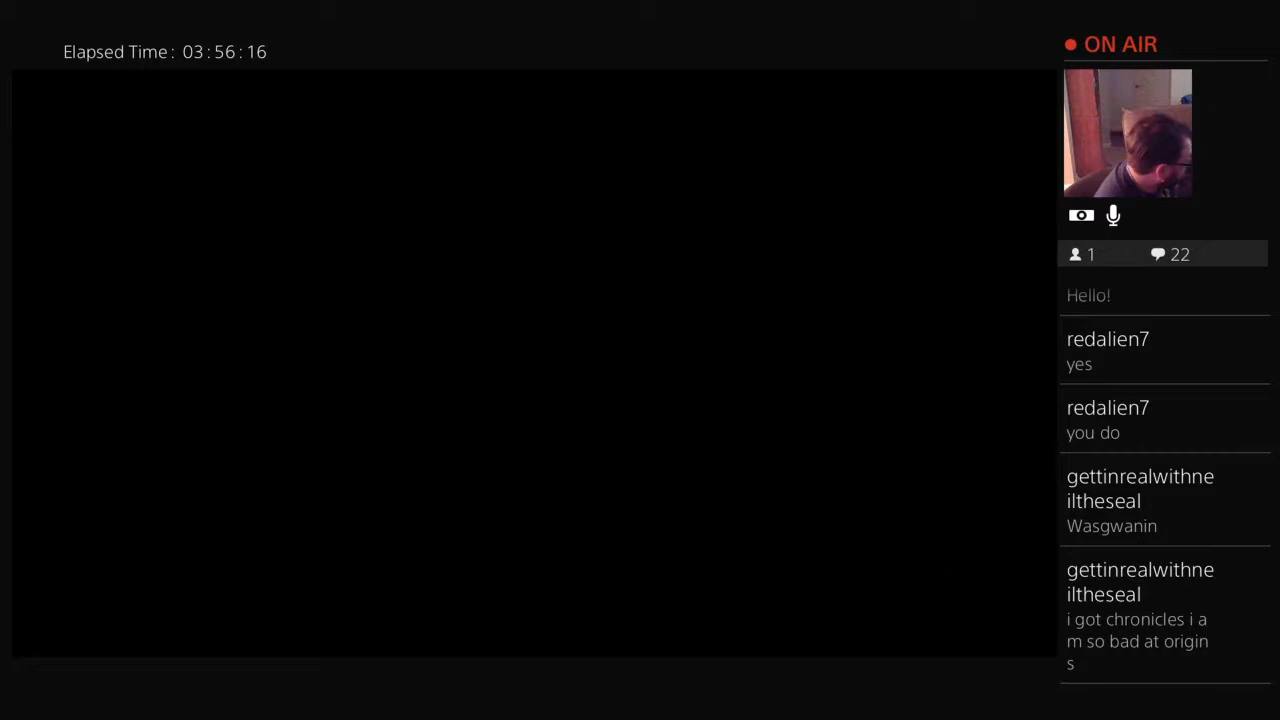 Elapsed Time: 03:56:16
ON AIR
1 22
Hello!
redalien7
yes
redalien7
you do
gettinrealwithne
iltheseal
Wasgwanin
gettinrealwithne
iltheseal
i got chronicles i a
m so bad at origin
s